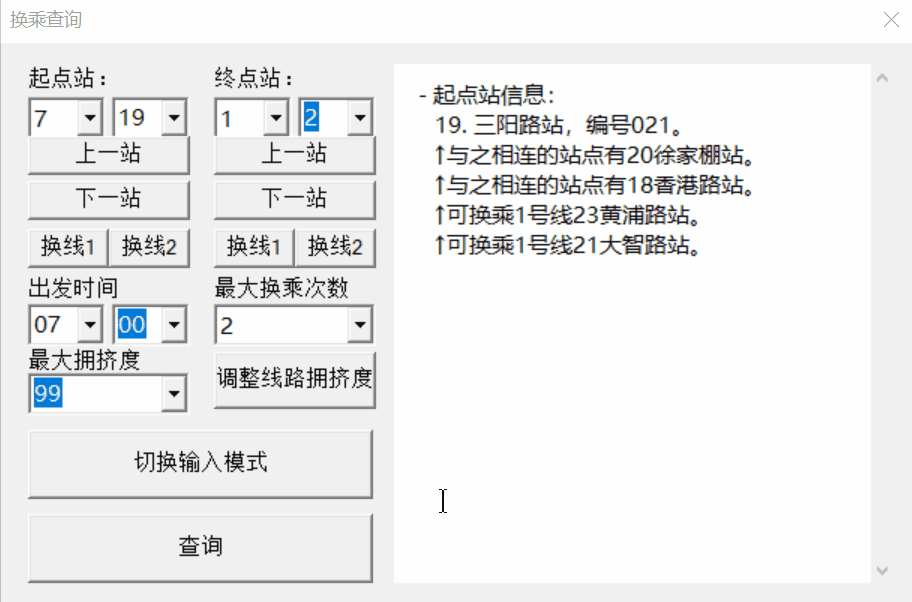 换乘查询
起点站：
终点站：
7
19
1
2
上一站
上一站
下一站
下一站
换线1
换线2
换线1
换线2
出发时间
最大换乘次数
07
00
2
最大拥挤度
99
调整线路拥挤度
切换输入模式
查询
- 起点站信息：
19. 三阳路站，编号021。
↑与之相连的站点有20徐家棚站。
↑与之相连的站点有18香港路站。
↑可换乘1号线23黄浦路站。
↑可换乘1号线21大智路站。